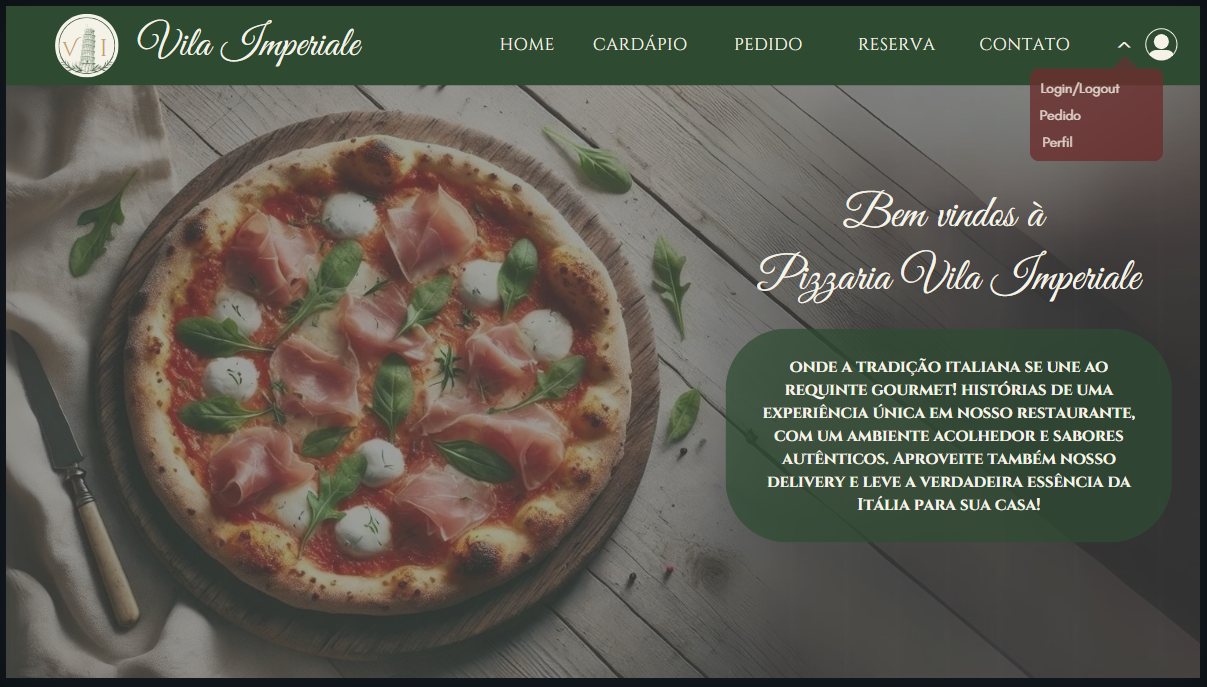 V I
Vila Imperiale
HOME CARDÁPIO PEDIDO RESERVA CONTATO
Login/Logout
Pedido
Perfil
Bem vindos à
Pizzaria Vila Imperiale
ONDE A TRADIÇÃO ITALIANA SE UNE AO
REQUINTE GOURMET! HISTÓRIAS DE UMA
EXPERIÊNCIA ÚNICA EM NOSSO RESTAURANTE,
COM UM AMBIENTE ACOLHEDOR E SABORES
AUTÊNTICOS. APROVEITE TAMBÉM NOSSO
DELIVERY E LEVE A VERDADEIRA ESSÊNCIA DA
ITÁLIA PARA SUA CASA!